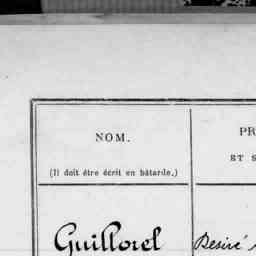 NOM.
(Il doit être écrit en bâtarde.)
PR
ET S
Guillorel
Desiré